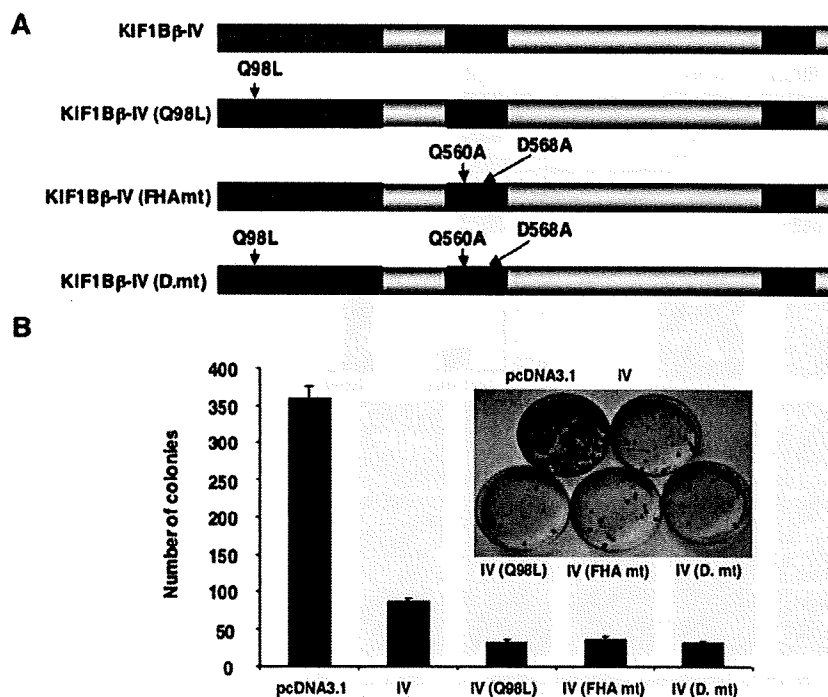 A
KIF1Bβ-IV
Q98L
KIF1Bβ-IV (Q98L)
Q560A
D568A
KIF1Bβ-IV (FHAmt)
Q98L
Q560A
D568A
KIF1Bβ-IV (D.mt)
B
Number of colonies
400
350
300
250
200
150
100
50
0
pcDNA3.1
IV
IV (Q98L)
IV (FHA mt)
IV (D. mt)
pcDNA3.1
IV
IV (Q98L)
IV (FHA mt)
IV (D. mt)